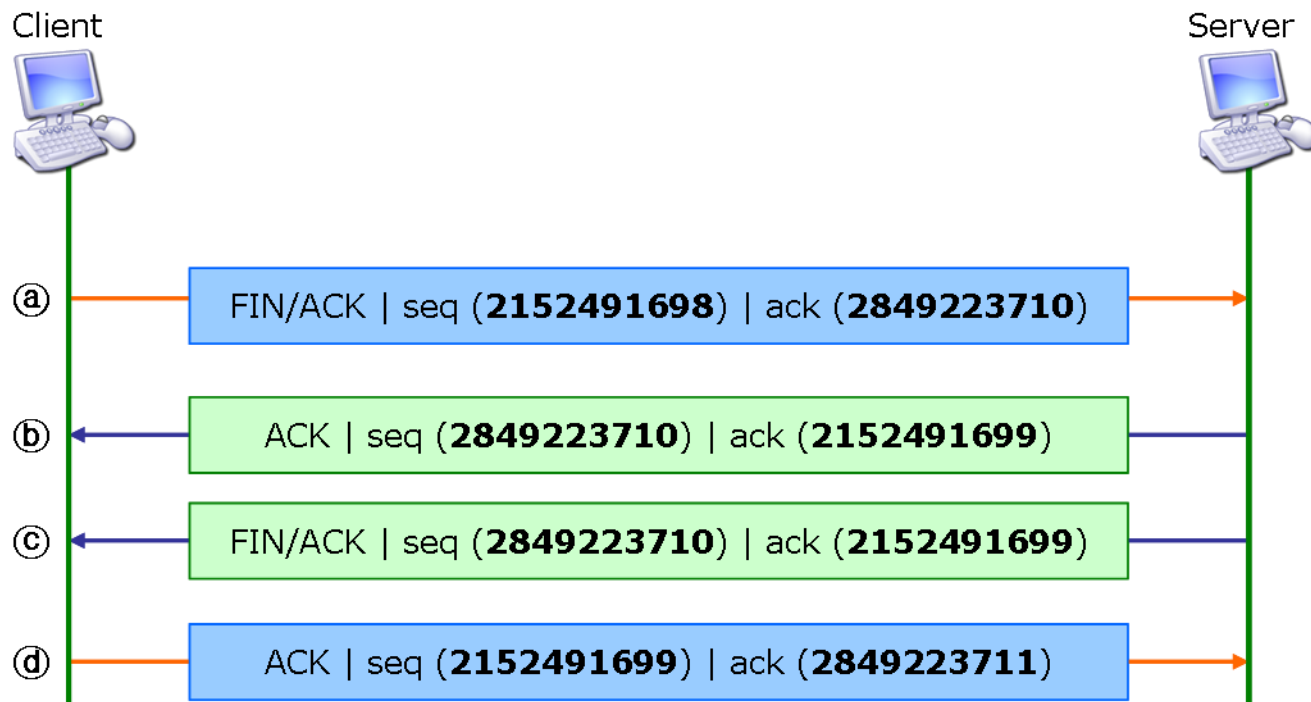 Client
Server
ⓐ
FIN/ACK | seq (2152491698) | ack (2849223710)
ⓑ
ACK | seq (2849223710) | ack (2152491699)
ⓒ
FIN/ACK | seq (2849223710) | ack (2152491699)
ⓓ
ACK | seq (2152491699) | ack (2849223711)